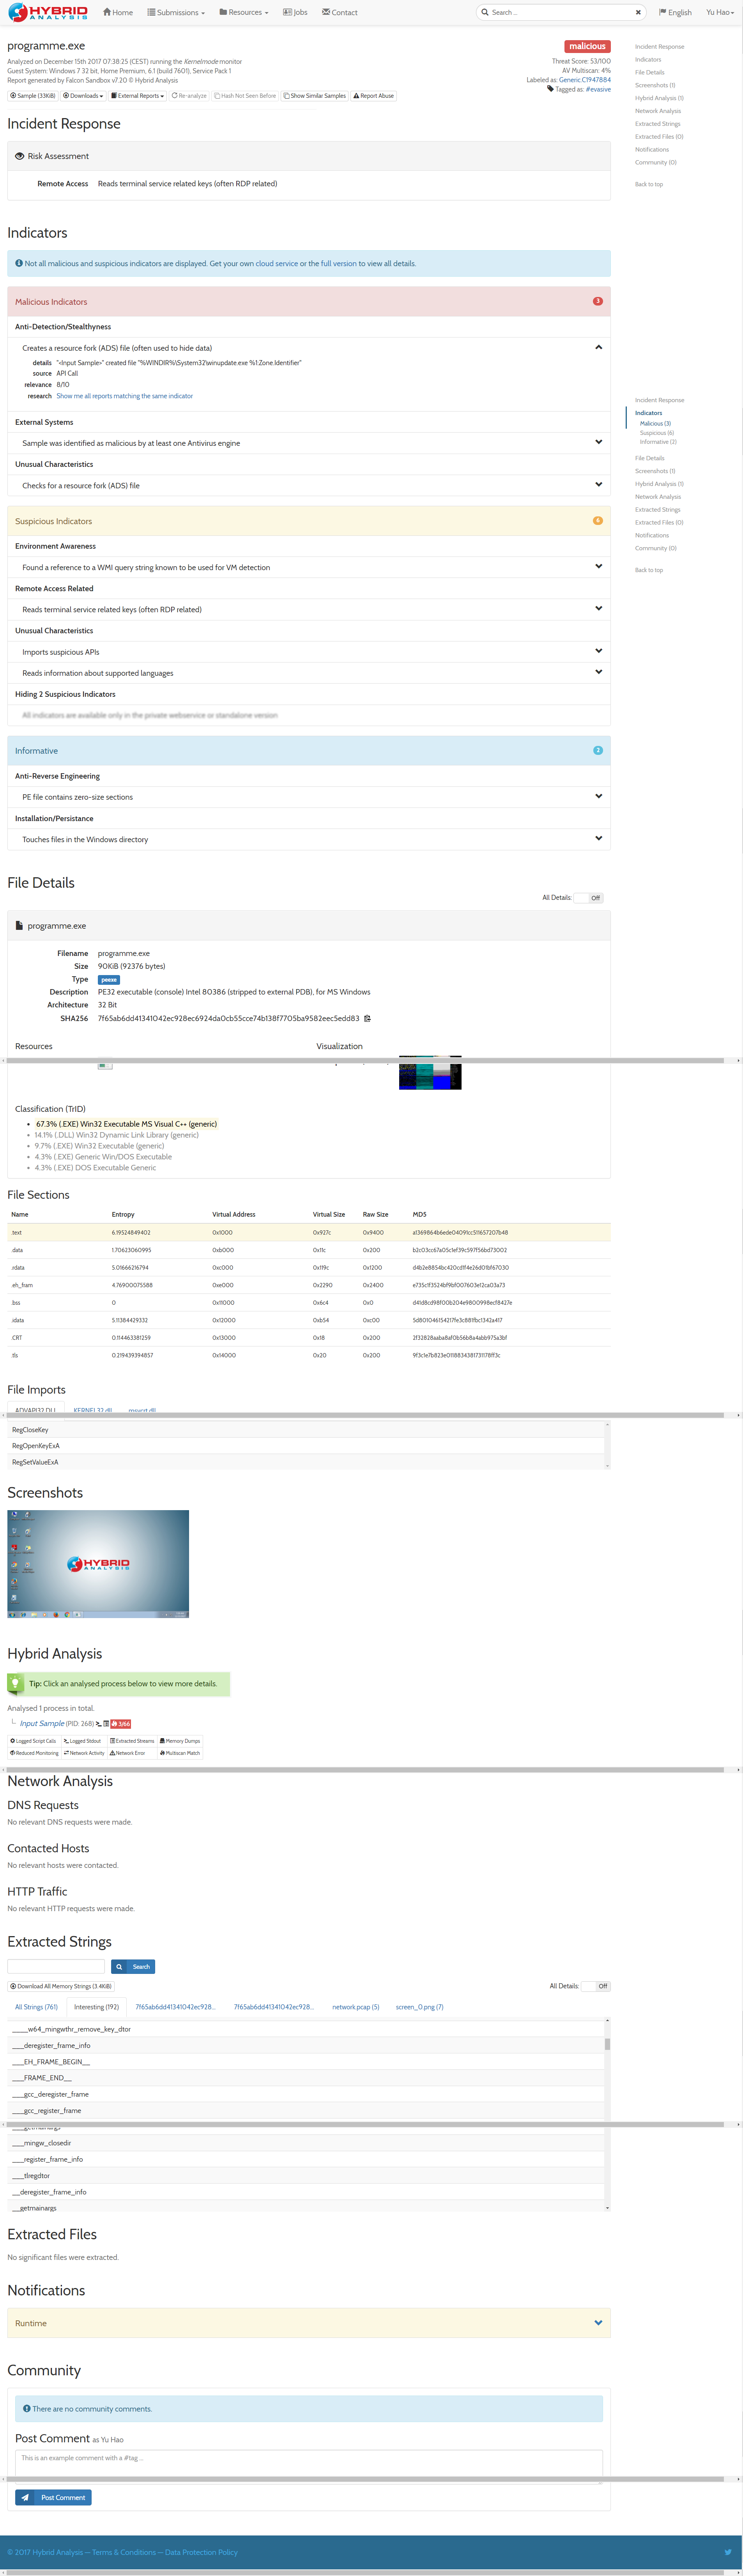 HYBRID ANALYSIS
Home Submissions Resources Jobs Contact Search ... English Yu Hao
programme.exe
malicious
Analyzed on December 15th 2017 07:38:25 (CEST) running the Kernelmode monitor
Guest System: Windows 7 32 bit, Home Premium, 6.1 (build 7601), Service Pack 1
Report generated by Falcon Sandbox v7.20 © Hybrid Analysis
Threat Score: 53/100
AV Multiscan: 4%
Labeled as: Generic.C1947884
Tagged as: #evasive
Sample (33KiB) Downloads External Reports Re-analyze Hash Not Seen Before Show Similar Samples Report Abuse
Incident Response
Indicators
File Details
Screenshots (1)
Hybrid Analysis (1)
Network Analysis
Extracted Strings
Extracted Files (0)
Notifications
Community (0)
Back to top
Incident Response
Risk Assessment
Remote Access Reads terminal service related keys (often RDP related)
Indicators
Not all malicious and suspicious indicators are displayed. Get your own cloud service or the full version to view all details.
Malicious Indicators 3
Anti-Detection/Stealthyness
Creates a resource fork (ADS) file (often used to hide data)
details "<Input Sample>" created file "%WINDIR%\System32\winupdate.exe %1:Zone.Identifier"
source API Call
relevance 8/10
research Show me all reports matching the same indicator
External Systems
Sample was identified as malicious by at least one Antivirus engine
Unusual Characteristics
Checks for a resource fork (ADS) file
Incident Response
Indicators
Malicious (3)
Suspicious (6)
Informative (2)
File Details
Screenshots (1)
Hybrid Analysis (1)
Network Analysis
Extracted Strings
Extracted Files (0)
Notifications
Community (0)
Back to top
Suspicious Indicators 6
Environment Awareness
Found a reference to a WMI query string known to be used for VM detection
Remote Access Related
Reads terminal service related keys (often RDP related)
Unusual Characteristics
Imports suspicious APIs
Reads information about supported languages
Hiding 2 Suspicious Indicators
All indicators are available only in the private webservice or standalone version
Informative 2
Anti-Reverse Engineering
PE file contains zero-size sections
Installation/Persistance
Touches files in the Windows directory
File Details
All Details: Off
programme.exe
Filename programme.exe
Size 90KiB (92376 bytes)
Type peexe
Description PE32 executable (console) Intel 80386 (stripped to external PDB), for MS Windows
Architecture 32 Bit
SHA256 7f65ab6dd41341042ec928ec6924da0cb55cce74b138f7705ba9582eec5edd83
Resources Visualization
Classification (TrID)
67.3% (.EXE) Win32 Executable MS Visual C++ (generic)
14.1% (.DLL) Win32 Dynamic Link Library (generic)
9.7% (.EXE) Win32 Executable (generic)
4.3% (.EXE) Generic Win/DOS Executable
4.3% (.EXE) DOS Executable Generic
File Sections
Name Entropy Virtual Address Virtual Size Raw Size MD5
.text 6.19524849402 0x1000 0x927c 0x9400 a1369864b6ede04091cc511657207b48
.data 1.70623060995 0xb000 0x11c 0x200 b2c03cc67a05c1ef39c597f56bd73002
.rdata 5.01666216794 0xc000 0x119c 0x1200 d4b2e8854bc420cd1f4e26d01bf67030
.eh_fram 4.76900075588 0xe000 0x2290 0x2400 e735c1f3524bf9bf007603e12ca03a73
.bss 0 0x11000 0x6c4 0x0 d41d8cd98f00b204e9800998ecf8427e
.idata 5.11384429332 0x12000 0xb54 0xc00 5d801046154217fe3c881fbc1342a417
.CRT 0.114463381259 0x13000 0x18 0x200 2f32828aaba8af0b56b8a4abb975a3bf
.tls 0.219439394857 0x14000 0x20 0x200 9f3c1e7b823e0118834381731178ff3c
File Imports
ADVAPI32.DLL KERNEL32.dll msvcrt.dll
RegCloseKey
RegOpenKeyExA
RegSetValueExA
Screenshots
HYBRID ANALYSIS
Hybrid Analysis
Tip: Click an analysed process below to view more details.
Analysed 1 process in total.
Input Sample (PID: 268) 3/66
Logged Script Calls Logged Stdout Extracted Streams Memory Dumps
Reduced Monitoring Network Activity Network Error Multiscan Match
Network Analysis
DNS Requests
No relevant DNS requests were made.
Contacted Hosts
No relevant hosts were contacted.
HTTP Traffic
No relevant HTTP requests were made.
Extracted Strings
Search
Download All Memory Strings (3.4KiB) All Details: Off
All Strings (761) Interesting (192) 7f65ab6dd41341042ec928... 7f65ab6dd41341042ec928... network.pcap (5) screen_0.png (7)
____w64_mingwthr_remove_key_dtor
___deregister_frame_info
___EH_FRAME_BEGIN__
___FRAME_END__
___gcc_deregister_frame
___gcc_register_frame
___getmainargs
___mingw_closedir
___register_frame_info
___tlregdtor
__deregister_frame_info
__getmainargs
Extracted Files
No significant files were extracted.
Notifications
Runtime
Community
There are no community comments.
Post Comment as Yu Hao
This is an example comment with a #tag ...
Post Comment
© 2017 Hybrid Analysis — Terms & Conditions — Data Protection Policy